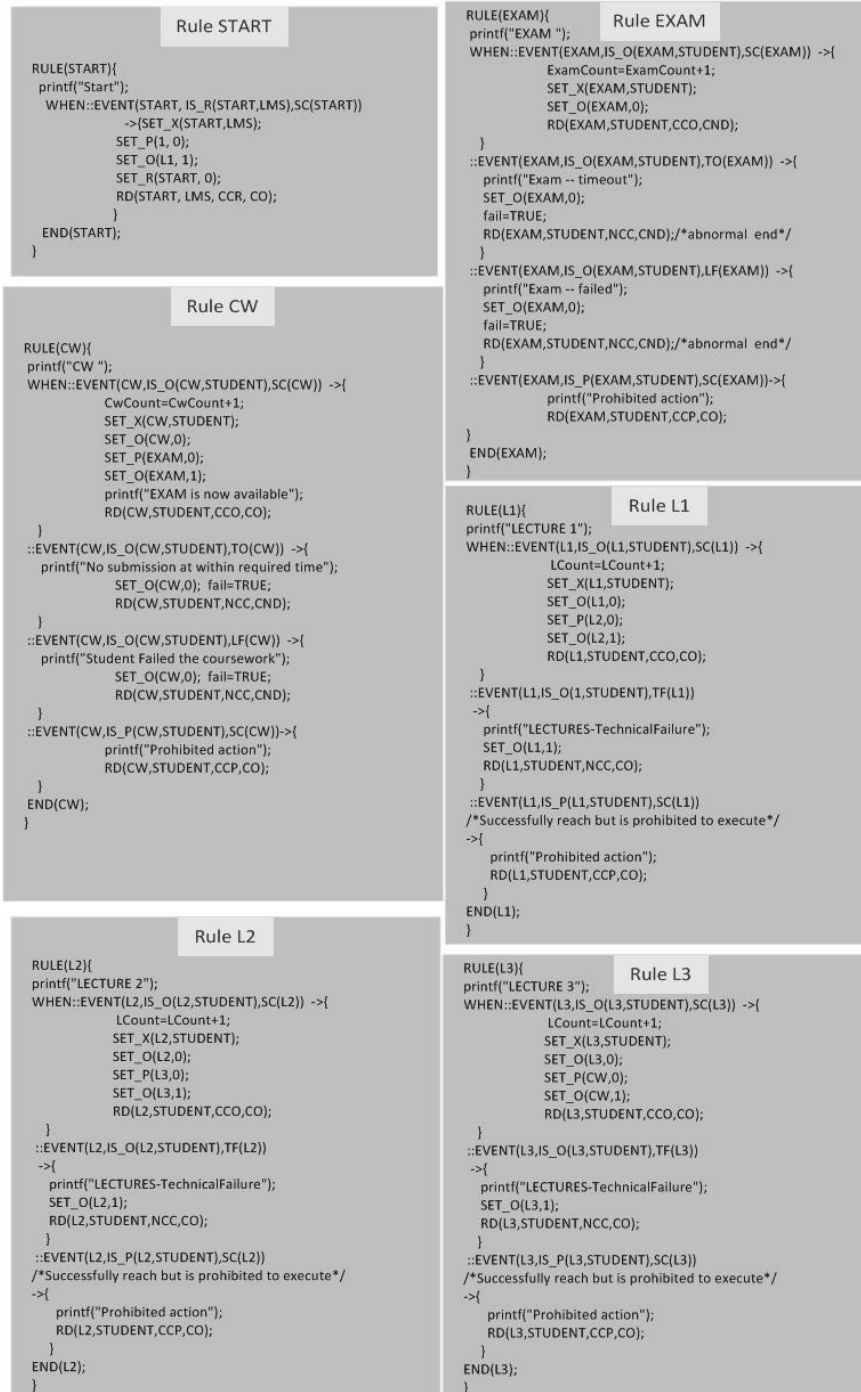 Rule START
RULE(START){
printf("Start");
WHEN::EVENT(START, IS_R(START,LMS),SC(START))
->{SET_X(START,LMS);
SET_P(1, 0);
SET_O(L1, 1);
SET_R(START, 0);
RD(START, LMS, CCR, CO);
}
END(START);
}
Rule EXAM
RULE(EXAM){
printf("EXAM ");
WHEN::EVENT(EXAM,IS_O(EXAM,STUDENT),SC(EXAM)) ->{
ExamCount=ExamCount+1;
SET_X(EXAM,STUDENT);
SET_O(EXAM,0);
RD(EXAM,STUDENT,CCO,CND);
}
::EVENT(EXAM,IS_O(EXAM,STUDENT),TO(EXAM)) ->{
printf("Exam -- timeout");
SET_O(EXAM,0);
fail=TRUE;
RD(EXAM,STUDENT,NCC,CND);/*abnormal end*/
}
::EVENT(EXAM,IS_O(EXAM,STUDENT),LF(EXAM)) ->{
printf("Exam -- failed");
SET_O(EXAM,0);
fail=TRUE;
RD(EXAM,STUDENT,NCC,CND);/*abnormal end*/
}
::EVENT(EXAM,IS_P(EXAM,STUDENT),SC(EXAM))->{
printf("Prohibited action");
RD(EXAM,STUDENT,CCP,CO);
}
END(EXAM);
}
Rule CW
RULE(CW){
printf("CW ");
WHEN::EVENT(CW,IS_O(CW,STUDENT),SC(CW)) ->{
CwCount=CwCount+1;
SET_X(CW,STUDENT);
SET_O(CW,0);
SET_P(EXAM,0);
SET_O(EXAM,1);
printf("EXAM is now available");
RD(CW,STUDENT,CCO,CO);
}
::EVENT(CW,IS_O(CW,STUDENT),TO(CW)) ->{
printf("No submission at within required time");
SET_O(CW,0); fail=TRUE;
RD(CW,STUDENT,NCC,CND);
}
::EVENT(CW,IS_O(CW,STUDENT),LF(CW)) ->{
printf("Student Failed the coursework");
SET_O(CW,0); fail=TRUE;
RD(CW,STUDENT,NCC,CND);
}
::EVENT(CW,IS_P(CW,STUDENT),SC(CW))->{
printf("Prohibited action");
RD(CW,STUDENT,CCP,CO);
}
END(CW);
}
Rule L1
RULE(L1){
printf("LECTURE 1");
WHEN::EVENT(L1,IS_O(L1,STUDENT),SC(L1)) ->{
LCount=LCount+1;
SET_X(L1,STUDENT);
SET_O(L1,0);
SET_P(L2,0);
SET_O(L2,1);
RD(L1,STUDENT,CCO,CO);
}
::EVENT(L1,IS_O(1,STUDENT),TF(L1))
->{
printf("LECTURES-TechnicalFailure");
SET_O(L1,1);
RD(L1,STUDENT,NCC,CO);
}
::EVENT(L1,IS_P(L1,STUDENT),SC(L1))
/*Successfully reach but is prohibited to execute*/
->{
printf("Prohibited action");
RD(L1,STUDENT,CCP,CO);
}
END(L1);
}
Rule L2
RULE(L2){
printf("LECTURE 2");
WHEN::EVENT(L2,IS_O(L2,STUDENT),SC(L2)) ->{
LCount=LCount+1;
SET_X(L2,STUDENT);
SET_O(L2,0);
SET_P(L3,0);
SET_O(L3,1);
RD(L2,STUDENT,CCO,CO);
}
::EVENT(L2,IS_O(L2,STUDENT),TF(L2))
->{
printf("LECTURES-TechnicalFailure");
SET_O(L2,1);
RD(L2,STUDENT,NCC,CO);
}
::EVENT(L2,IS_P(L2,STUDENT),SC(L2))
/*Successfully reach but is prohibited to execute*/
->{
printf("Prohibited action");
RD(L2,STUDENT,CCP,CO);
}
END(L2);
}
Rule L3
RULE(L3){
printf("LECTURE 3");
WHEN::EVENT(L3,IS_O(L3,STUDENT),SC(L3)) ->{
LCount=LCount+1;
SET_X(L3,STUDENT);
SET_O(L3,0);
SET_P(CW,0);
SET_O(CW,1);
RD(L3,STUDENT,CCO,CO);
}
::EVENT(L3,IS_O(L3,STUDENT),TF(L3))
->{
printf("LECTURES-TechnicalFailure");
SET_O(L3,1);
RD(L3,STUDENT,NCC,CO);
}
::EVENT(L3,IS_P(L3,STUDENT),SC(L3))
/*Successfully reach but is prohibited to execute*/
->{
printf("Prohibited action");
RD(L3,STUDENT,CCP,CO);
}
END(L3);
}